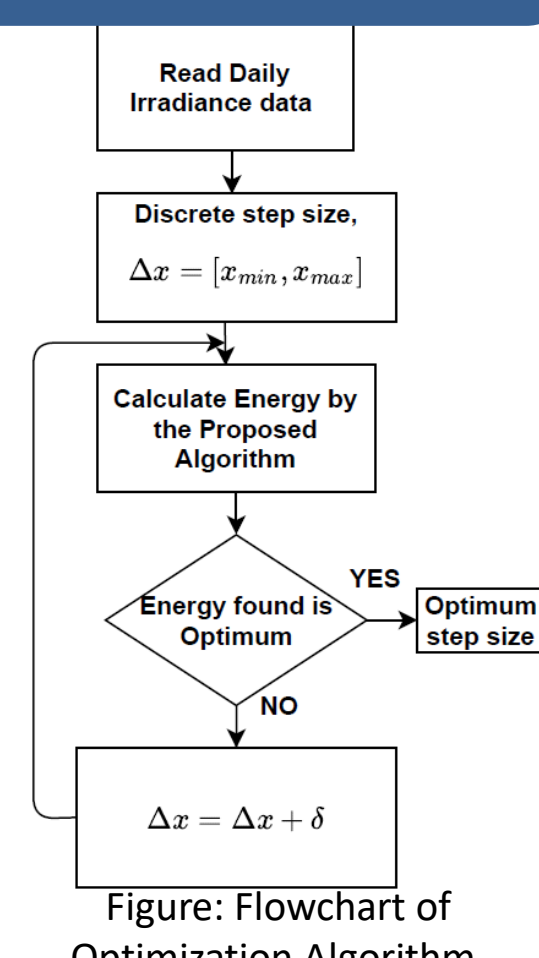 Read Daily
Irradiance data
Discrete step size,
Δx = [x_min, x_max]
Calculate Energy by
the Proposed
Algorithm
YES
Energy found is
Optimum
Optimum
step size
NO
Δx = Δx + δ
Figure: Flowchart of
Optimization Algorithm